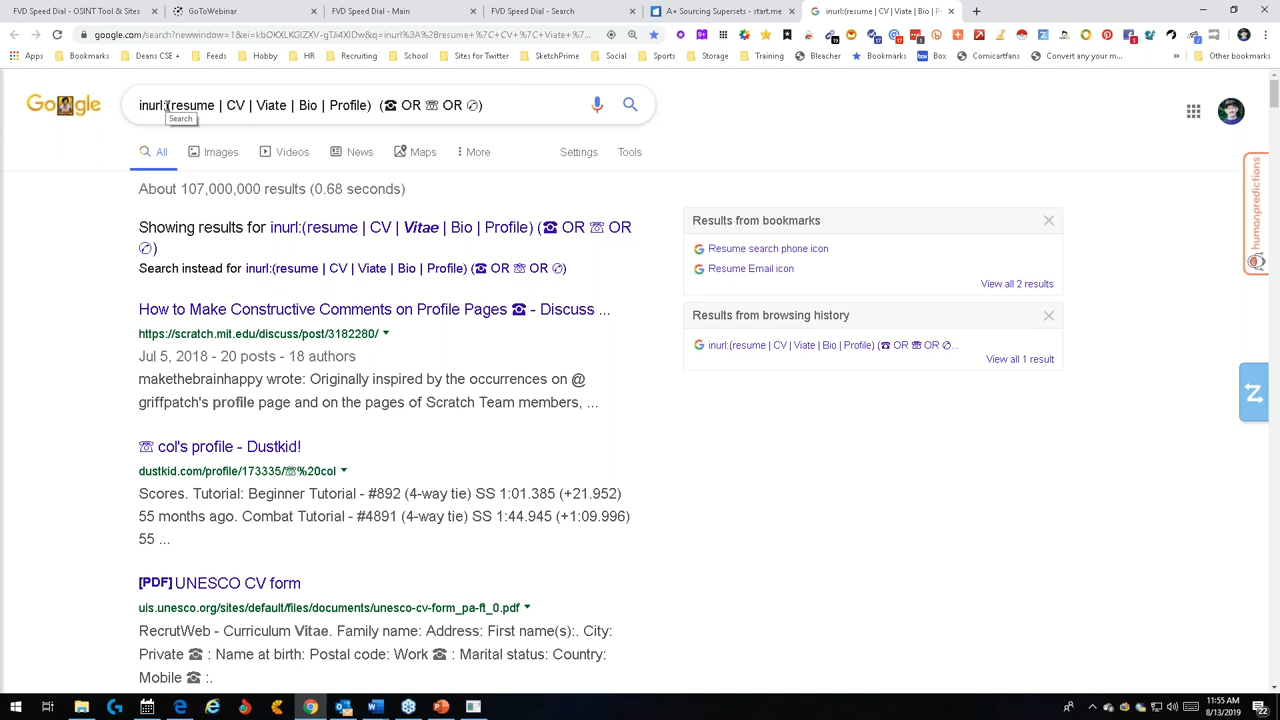 FVD Speed Dial - OSINT Tool & Sites
GoToWebinar
FVD Speed Dial - Main
FVD Speed Dial - Search
A+ Sourcing Supersets - start.me
inurl:(resume | CV | Viate | Bio | P
google.com/search?newwindow=1&ei=kbOKXLKGIZXV-gTJi4XIDw&q=inurl%3A%28resume+%7C+CV+%7C+Viate+%7...
Apps
Bookmarks
Deans CSE +
Feeds
Hobby
HR
Recruiting
School
Sites for Twitter
SketchPrime
Social
Sports
Storage
Training
Bleacher
Bookmarks
Box
Comicartfans
Convert any your m...
»
Other bookmarks
Google
inurl:(resume | CV | Viate | Bio | Profile) (☎ OR ☏ OR ✆)
Search
All
Images
Videos
News
Maps
More
Settings
Tools
About 107,000,000 results (0.68 seconds)
Showing results for inurl:(resume | CV | Vitae | Bio | Profile) (☎ OR ☏ OR
✆)
Search instead for inurl:(resume | CV | Viate | Bio | Profile) (☎ OR ☏ OR ✆)
How to Make Constructive Comments on Profile Pages ☎ - Discuss ...
https://scratch.mit.edu/discuss/post/3182280/
Jul 5, 2018 - 20 posts - 18 authors
makethebrainhappy wrote: Originally inspired by the occurrences on @
griffpatch's profile page and on the pages of Scratch Team members, ...
☏ col's profile - Dustkid!
dustkid.com/profile/173335/☏%20col
Scores. Tutorial: Beginner Tutorial - #892 (4-way tie) SS 1:01.385 (+21.952)
55 months ago. Combat Tutorial - #4891 (4-way tie) SS 1:44.945 (+1:09.996)
55 ...
[PDF] UNESCO CV form
uis.unesco.org/sites/default/files/documents/unesco-cv-form_pa-ft_0.pdf
RecrutWeb - Curriculum Vitae. Family name: Address: First name(s):. City:
Private ☎ : Name at birth: Postal code: Work ☎ : Marital status: Country:
Mobile ☎ :.
Results from bookmarks
Resume search phone icon
Resume Email icon
View all 2 results
Results from browsing history
inurl:(resume | CV | Viate | Bio | Profile) (☎ OR ☏ OR ✆...
View all 1 result
humanpredictions
11:55 AM
8/13/2019
22